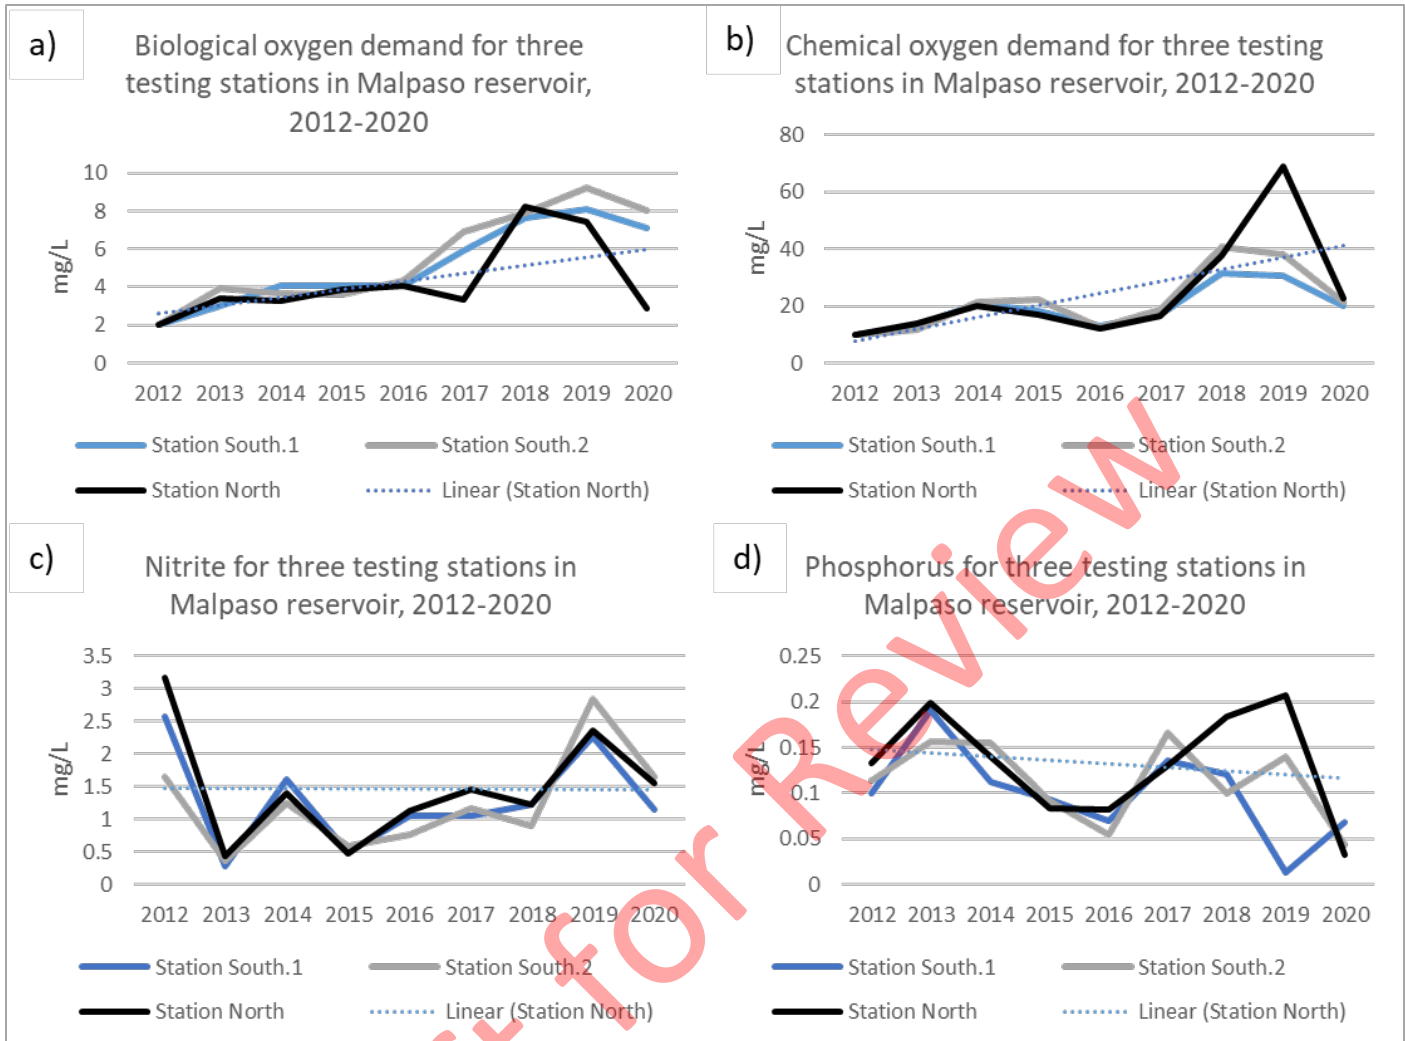 a)
Biological oxygen demand for three
testing stations in Malpaso reservoir,
2012-2020
10
8
6
4
2
0
mg/L
2012 2013 2014 2015 2016 2017 2018 2019 2020
Station South.1 Station South.2
Station North Linear (Station North)
b)
Chemical oxygen demand for three testing
stations in Malpaso reservoir, 2012-2020
80
60
40
20
0
mg/L
2012 2013 2014 2015 2016 2017 2018 2019 2020
Station South.1 Station South.2
Station North Linear (Station North)
c)
Nitrite for three testing stations in
Malpaso reservoir, 2012-2020
3.5
3
2.5
2
1.5
1
0.5
0
mg/L
2012 2013 2014 2015 2016 2017 2018 2019 2020
Station South.1 Station South.2
Station North Linear (Station North)
d)
Phosphorus for three testing stations in
Malpaso reservoir, 2012-2020
0.25
0.2
0.15
0.1
0.05
0
mg/L
2012 2013 2014 2015 2016 2017 2018 2019 2020
Station South.1 Station South.2
Station North Linear (Station North)
for Review